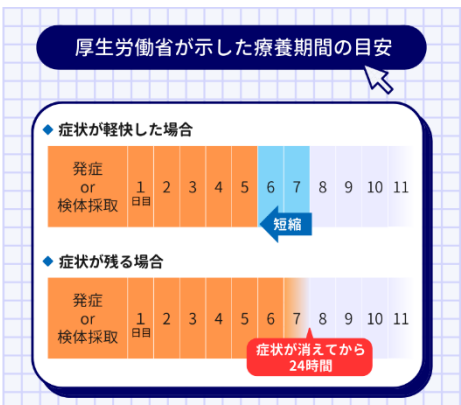 厚生労働省が示した療養期間の目安
症状が軽快した場合
発症
or
検体採取
1 2 3 4 5 6 7 8 9 10 11
日目
短縮
症状が残る場合
発症
or
検体採取
1 2 3 4 5 6 7 8 9 10 11
日目
症状が消えてから
24時間